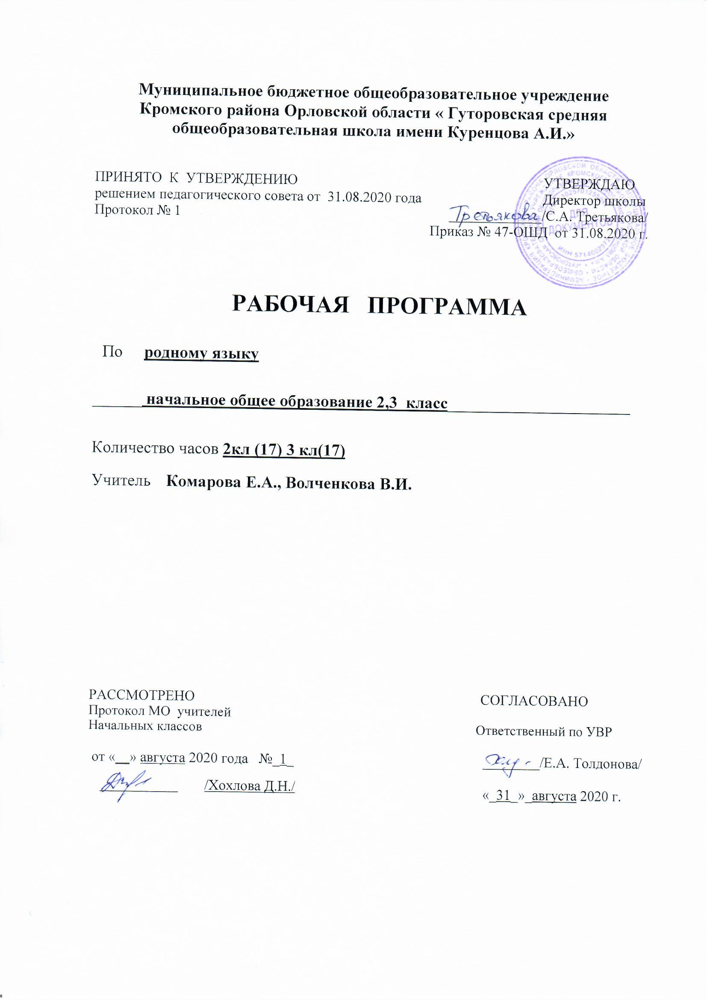 Муниципальное бюджетное общеобразовательное учреждение
Кромского района Орловской области « Гуторовская средняя
общеобразовательная школа имени Куренцова А.И.»
ПРИНЯТО К УТВЕРЖДЕНИЮ
решением педагогического совета от 31.08.2020 года
Протокол № 1
УТВЕРЖДАЮ
Директор школы
Третьякова /С.А. Третьякова/
Приказ № 47-ОШД от 31.08.2020 г.
ДЛЯ
ДОКУМЕНТОВ
РАБОЧАЯ ПРОГРАММА
По родному языку
начальное общее образование 2,3 класс
Количество часов 2кл (17) 3 кл(17)
Учитель Комарова Е.А., Волченкова В.И.
РАССМОТРЕНО
Протокол МО учителей
Начальных классов
от «__» августа 2020 года №_1_
/Хохлова Д.Н./
СОГЛАСОВАНО
Ответственный по УВР
/Е.А. Толдонова/
«_31_»_августа 2020 г.